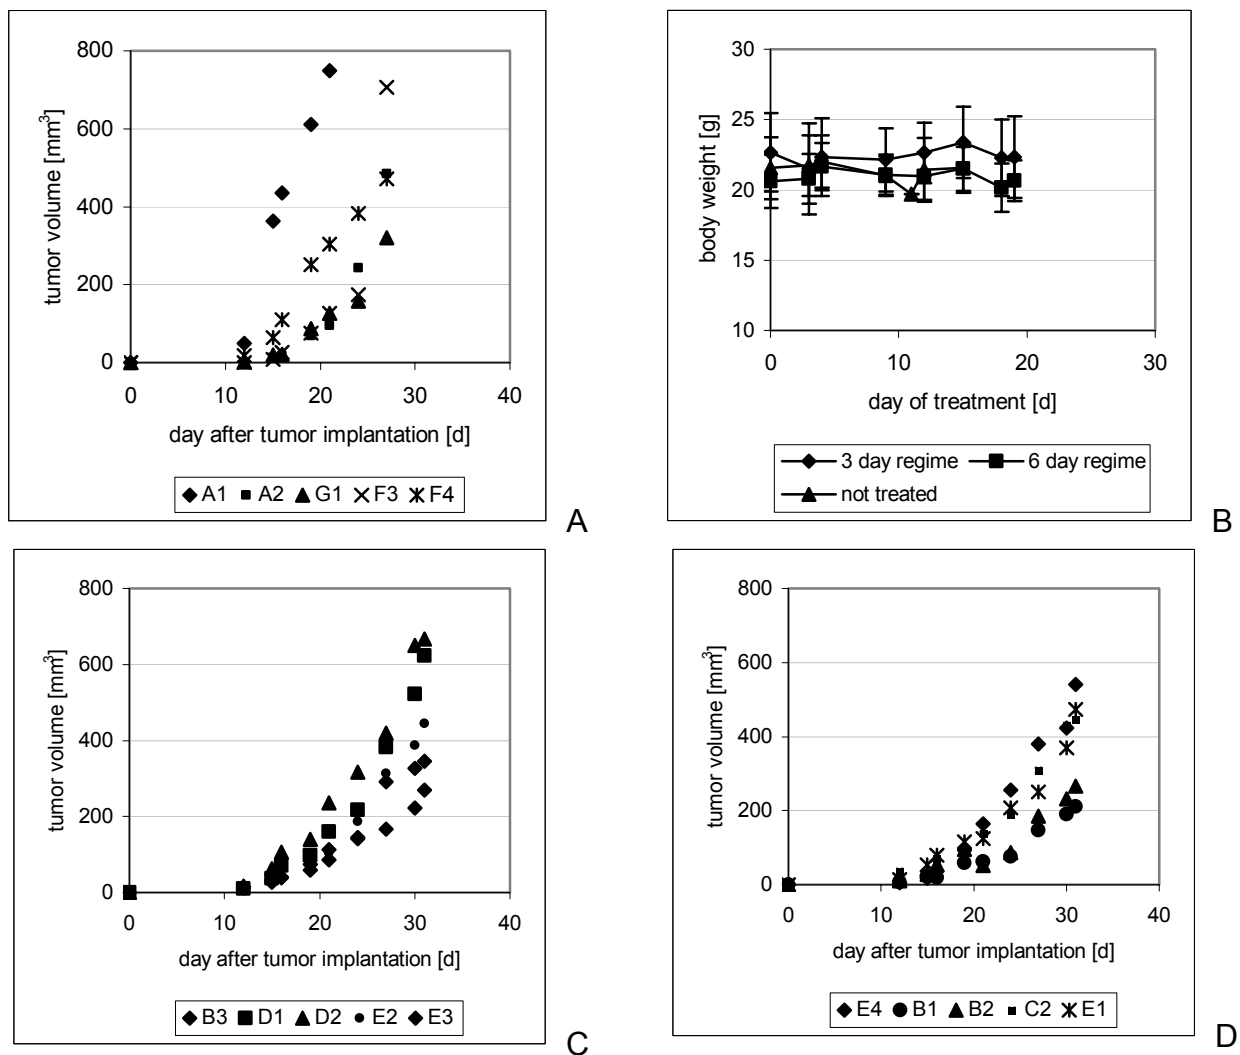 800
600
400
200
0
0 10 20 30 40
tumor volume [mm³]
day after tumor implantation [d]
A1 A2 G1 F3 F4
A
30
25
20
15
10
0 10 20 30
body weight [g]
day of treatment [d]
3 day regime 6 day regime
not treated
B
800
600
400
200
0
0 10 20 30 40
tumor volume [mm³]
day after tumor implantation [d]
B3 D1 D2 E2 E3
C
800
600
400
200
0
0 10 20 30 40
tumor volume [mm³]
day after tumor implantation [d]
E4 B1 B2 C2 E1
D